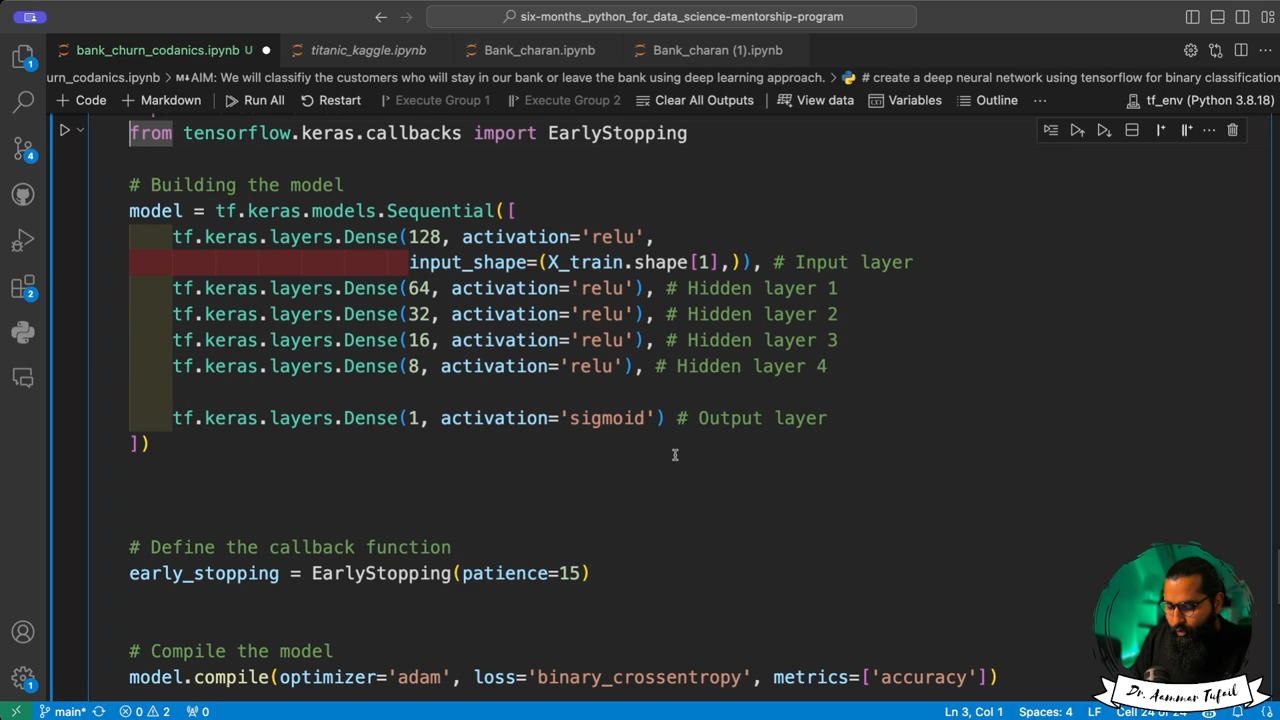 six-months_python_for_data_science-mentorship-program
bank_churn_codanics.ipynb U
titanic_kaggle.ipynb
Bank_charan.ipynb
Bank_charan (1).ipynb
urn_codanics.ipynb > AIM: We will classifiy the customers who will stay in our bank or leave the bank using deep learning approach. > # create a deep neural network using tensorflow for binary classification
+ Code
+ Markdown
Run All
Restart
Execute Group 1
Execute Group 2
Clear All Outputs
View data
Variables
Outline
...
tf_env (Python 3.8.18)
from tensorflow.keras.callbacks import EarlyStopping
# Building the model
model = tf.keras.models.Sequential([
tf.keras.layers.Dense(128, activation='relu',
input_shape=(X_train.shape[1],)), # Input layer
tf.keras.layers.Dense(64, activation='relu'), # Hidden layer 1
tf.keras.layers.Dense(32, activation='relu'), # Hidden layer 2
tf.keras.layers.Dense(16, activation='relu'), # Hidden layer 3
tf.keras.layers.Dense(8, activation='relu'), # Hidden layer 4
tf.keras.layers.Dense(1, activation='sigmoid') # Output layer
])
# Define the callback function
early_stopping = EarlyStopping(patience=15)
# Compile the model
model.compile(optimizer='adam', loss='binary_crossentropy', metrics=['accuracy'])
1
4
2
1
Dr. Aammar Tufail
main*
0
2
0
Ln 3, Col 1
Spaces: 4
LF
Cell 24 of 24